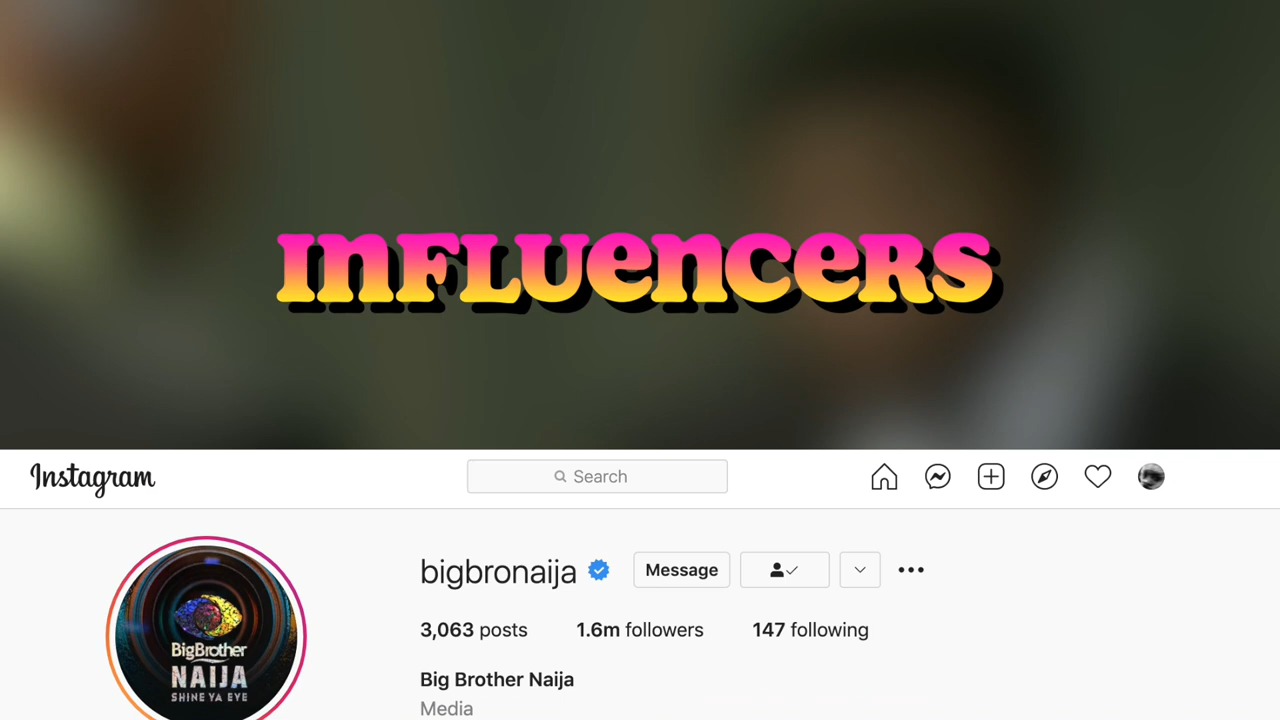 INFLUENCERS
Instagram
Search
bigbronaija
Message
3,063 posts 1.6m followers 147 following
Big Brother Naija
Media
BigBrother
NAIJA
SHINE YA EYE